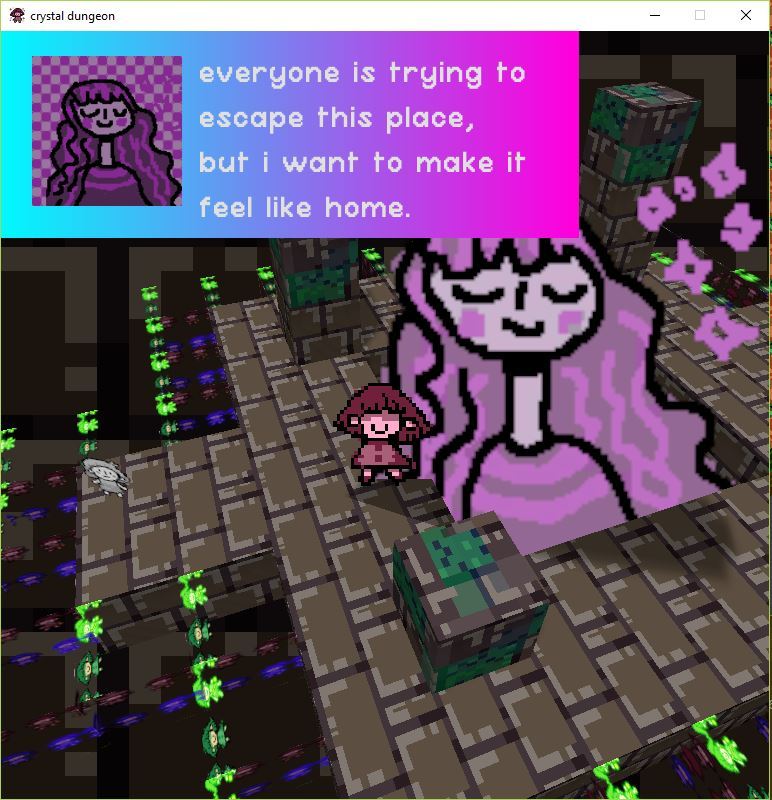 crystal dungeon
everyone is trying to
escape this place,
but i want to make it
feel like home.